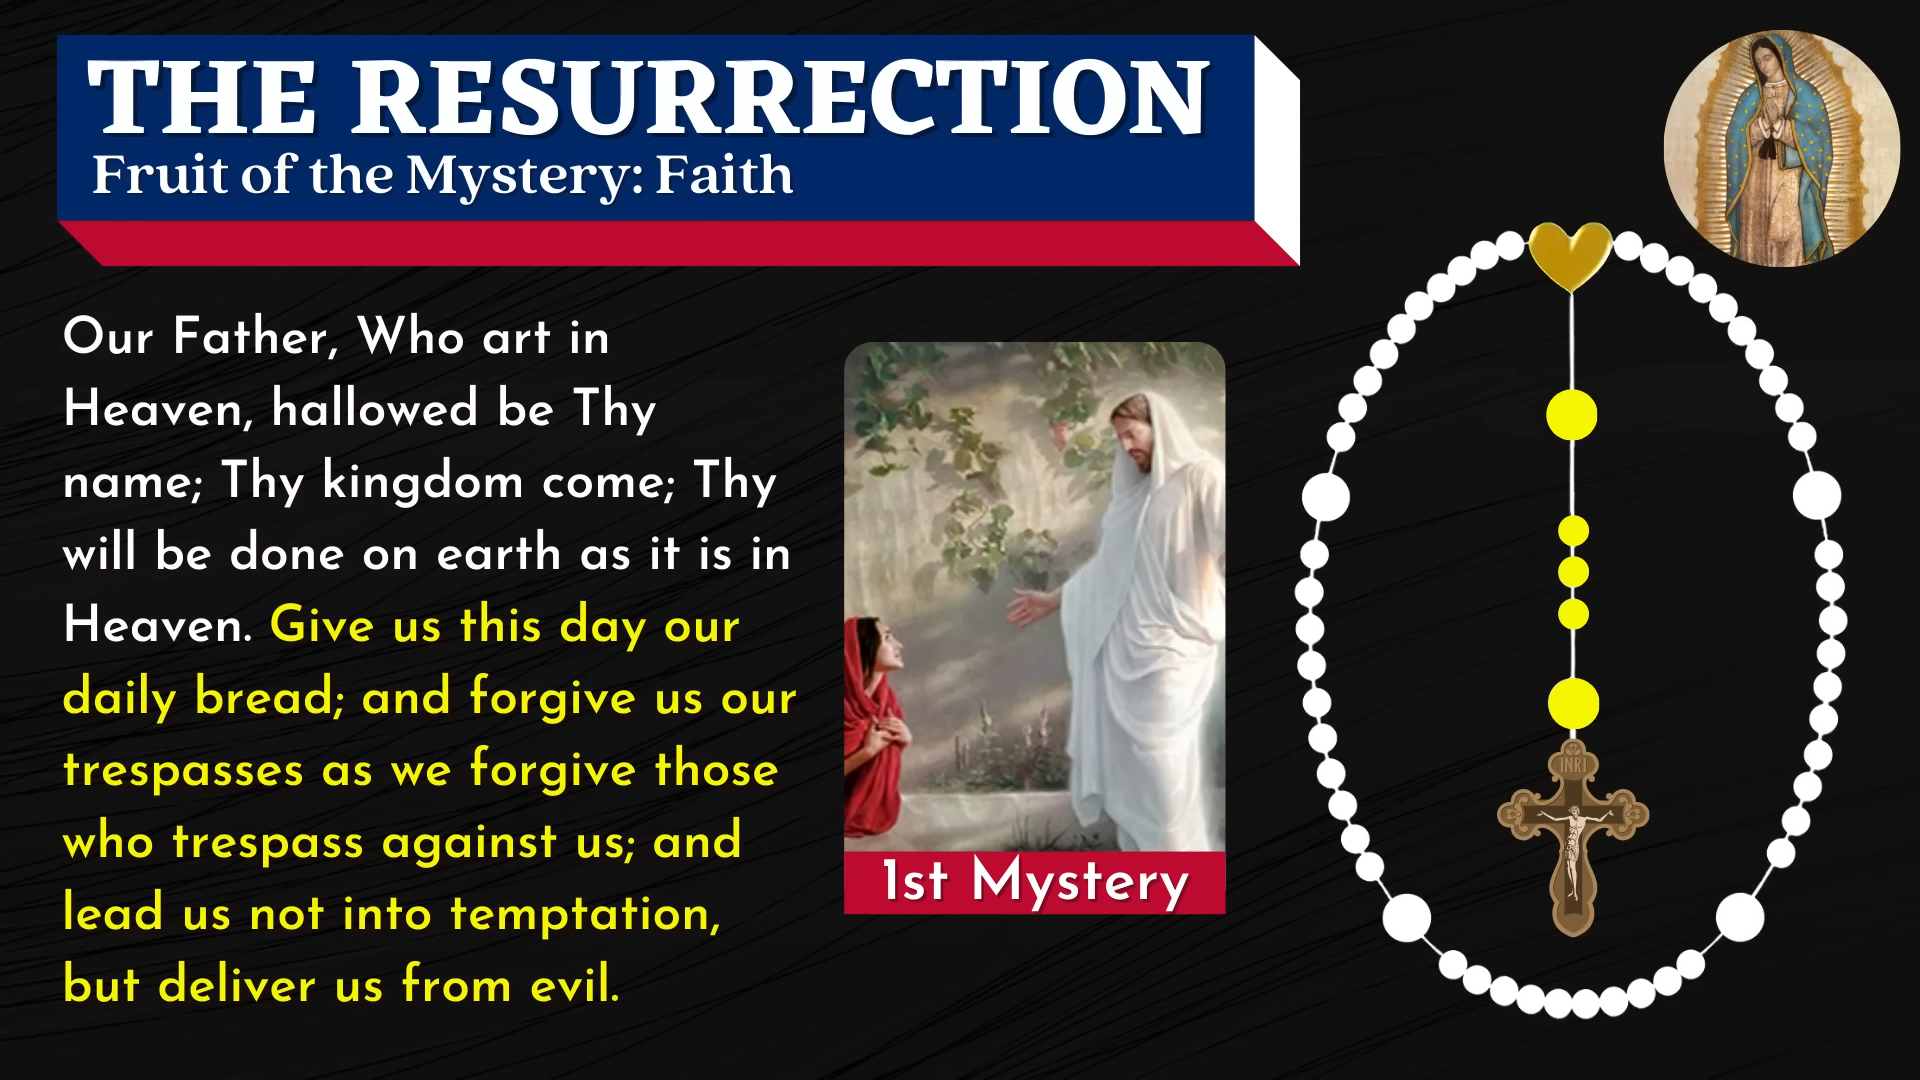 THE RESURRECTION
Fruit of the Mystery: Faith
Our Father, Who art in
Heaven, hallowed be Thy
name; Thy kingdom come; Thy
will be done on earth as it is in
Heaven. Give us this day our
daily bread; and forgive us our
trespasses as we forgive those
who trespass against us; and
lead us not into temptation,
but deliver us from evil.
1st Mystery
INRI